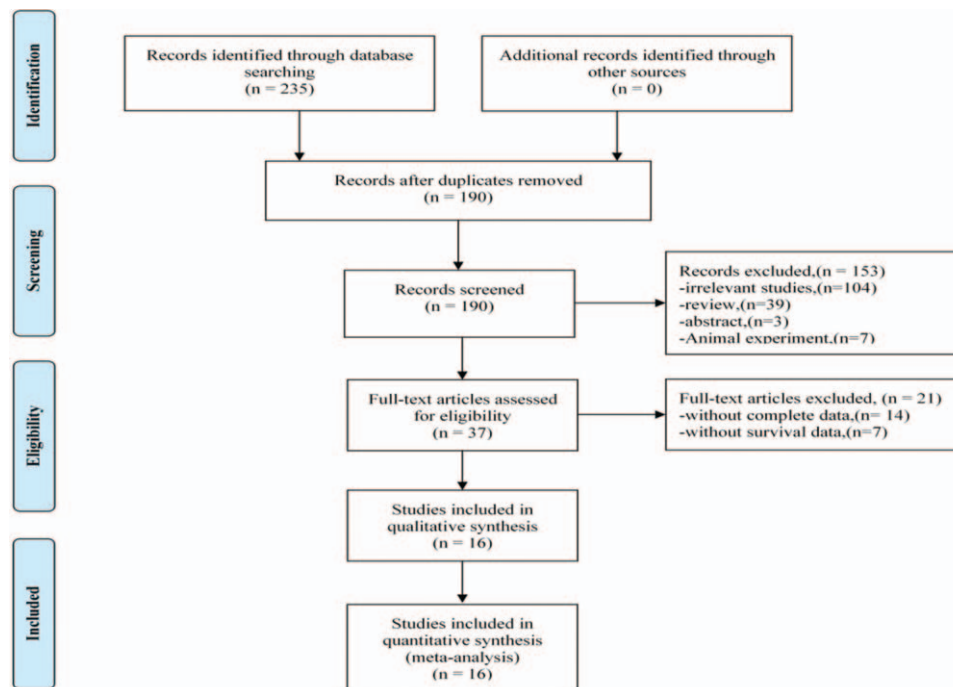 Identification
Records identified through database
searching
(n = 235)
Additional records identified through
other sources
(n = 0)
Records after duplicates removed
(n = 190)
Screening
Records screened
(n = 190)
Records excluded,(n = 153)
-irrelevant studies,(n=104)
-review,(n=39)
-abstract,(n=3)
-Animal experiment,(n=7)
Eligibility
Full-text articles assessed
for eligibility
(n = 37)
Full-text articles excluded, (n = 21)
-without complete data,(n= 14)
-without survival data,(n=7)
Studies included in
qualitative synthesis
(n = 16)
Included
Studies included in
quantitative synthesis
(meta-analysis)
(n = 16)